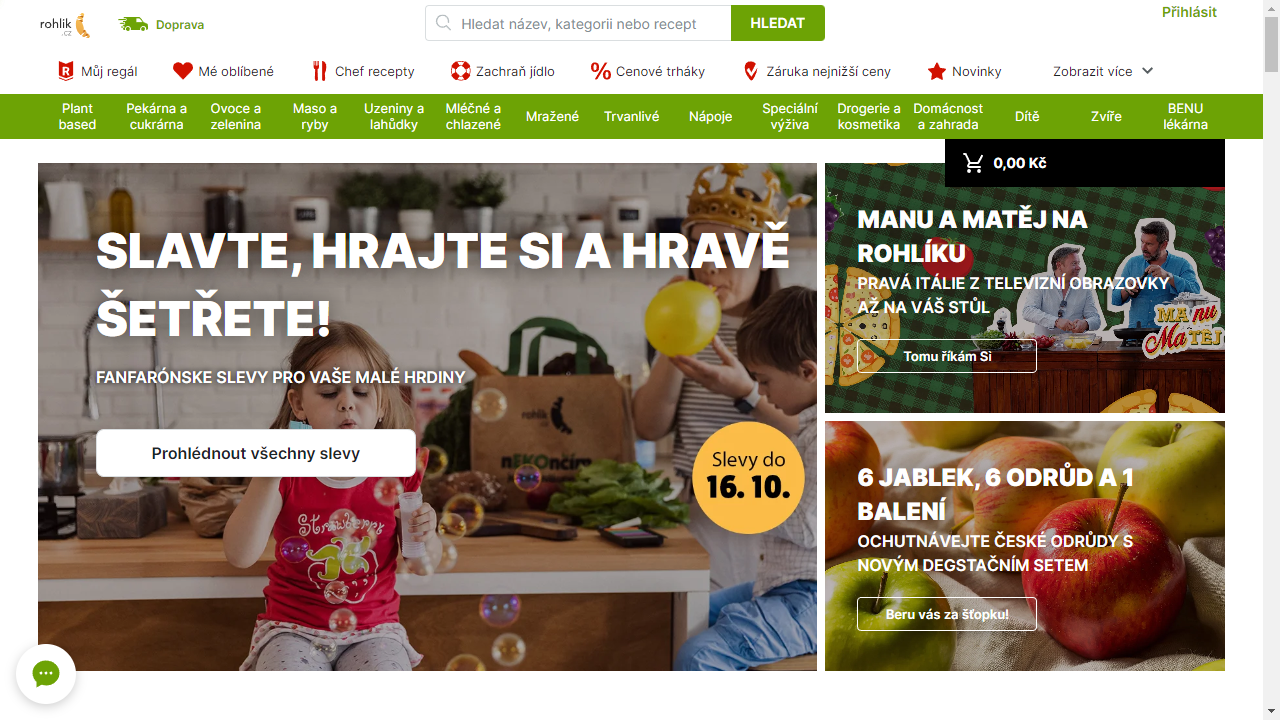 rohlik
.cz
Doprava
Hledat název, kategorii nebo recept
HLEDAT
Přihlásit
Můj regál
Mé oblíbené
Chef recepty
Zachraň jídlo
Cenové trháky
Záruka nejnižší ceny
Novinky
Zobrazit více
Plant
based
Pekárna a
cukrárna
Ovoce a
zelenina
Maso a
ryby
Uzeniny a
lahůdky
Mléčné a
chlazené
Mražené
Trvanlivé
Nápoje
Speciální
výživa
Drogerie a
kosmetika
Domácnost
a zahrada
Dítě
Zvíře
BENU
lékárna
0,00 Kč
SLAVTE, HRAJTE SI A HRAVĚ
ŠETŘETE!
FANFARÓNSKE SLEVY PRO VAŠE MALÉ HRDINY
Prohlédnout všechny slevy
rohlik
nEKOncím
Strawberry
Slevy do
16. 10.
MANU A MATĚJ NA
ROHLÍKU
PRAVÁ ITÁLIE Z TELEVIZNÍ OBRAZOVKY
AŽ NA VÁŠ STŮL
Tomu říkám Sì
MA nu
Ma TĚJ
6 JABLEK, 6 ODRŮD A 1
BALENÍ
OCHUTNÁVEJTE ČESKÉ ODRŮDY S
NOVÝM DEGSTAČNÍM SETEM
Beru vás za šťopku!